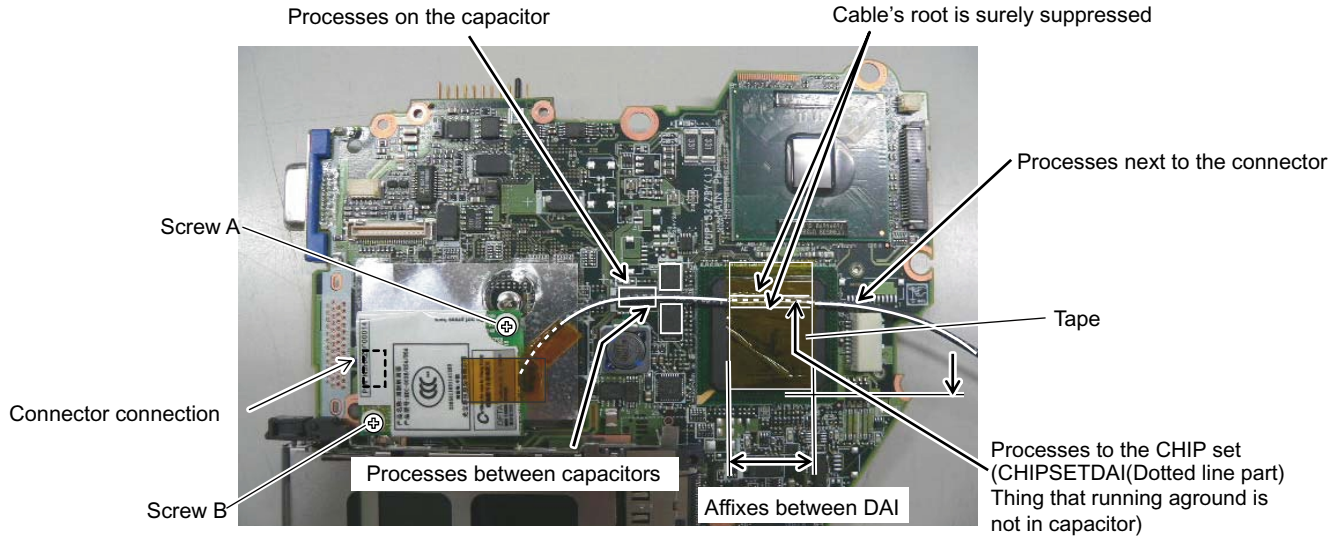 Processes on the capacitor
Cable's root is surely suppressed
Processes next to the connector
Screw A
Tape
Connector connection
Processes between capacitors
Affixes between DAI
Processes to the CHIP set
(CHIPSETDAI(Dotted line part)
Thing that running aground is
not in capacitor)
Screw B